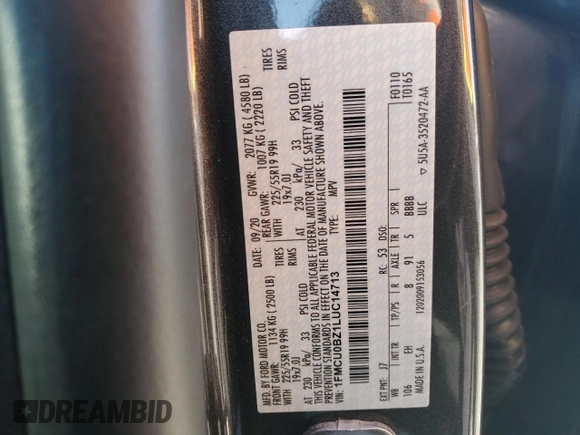 MFD. BY FORD MOTOR CO.
DATE: 09/20 GVWR: 2077 KG ( 4580 LB)
FRONT GAWR: 1134 KG ( 2500 LB) REAR GAWR: 1007 KG ( 2220 LB)
WITH 225/55R19 99H TIRES WITH 225/55R19 99H TIRES
19x7.0J RIMS 19x7.0J RIMS
AT 230 kPa/ 33 PSI COLD AT 230 kPa/ 33 PSI COLD
THIS VEHICLE CONFORMS TO ALL APPLICABLE FEDERAL MOTOR VEHICLE SAFETY AND THEFT
PREVENTION STANDARDS IN EFFECT ON THE DATE OF MANUFACTURE SHOWN ABOVE.
VIN: 1FMCU0BZ1LUC14713 TYPE: MPV
F0110
T0165
EXT PNT: J7 RC: 53 DSO:
WB INT TR TP/PS R AXLE TR SPR
106 EH 8 91 5 BBBB
MADE IN U.S.A. 1202009153056 ULC 5U5A-3520472-AA
DREAMBID